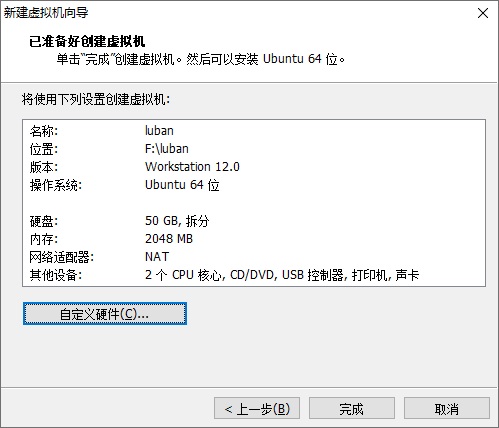 新建虚拟机向导
已准备好创建虚拟机
单击“完成”创建虚拟机。然后可以安装 Ubuntu 64 位。
将使用下列设置创建虚拟机:
名称: luban
位置: F:\luban
版本: Workstation 12.0
操作系统: Ubuntu 64 位
硬盘: 50 GB, 拆分
内存: 2048 MB
网络适配器: NAT
其他设备: 2 个 CPU 核心, CD/DVD, USB 控制器, 打印机, 声卡
自定义硬件(C)...
< 上一步(B) 完成 取消